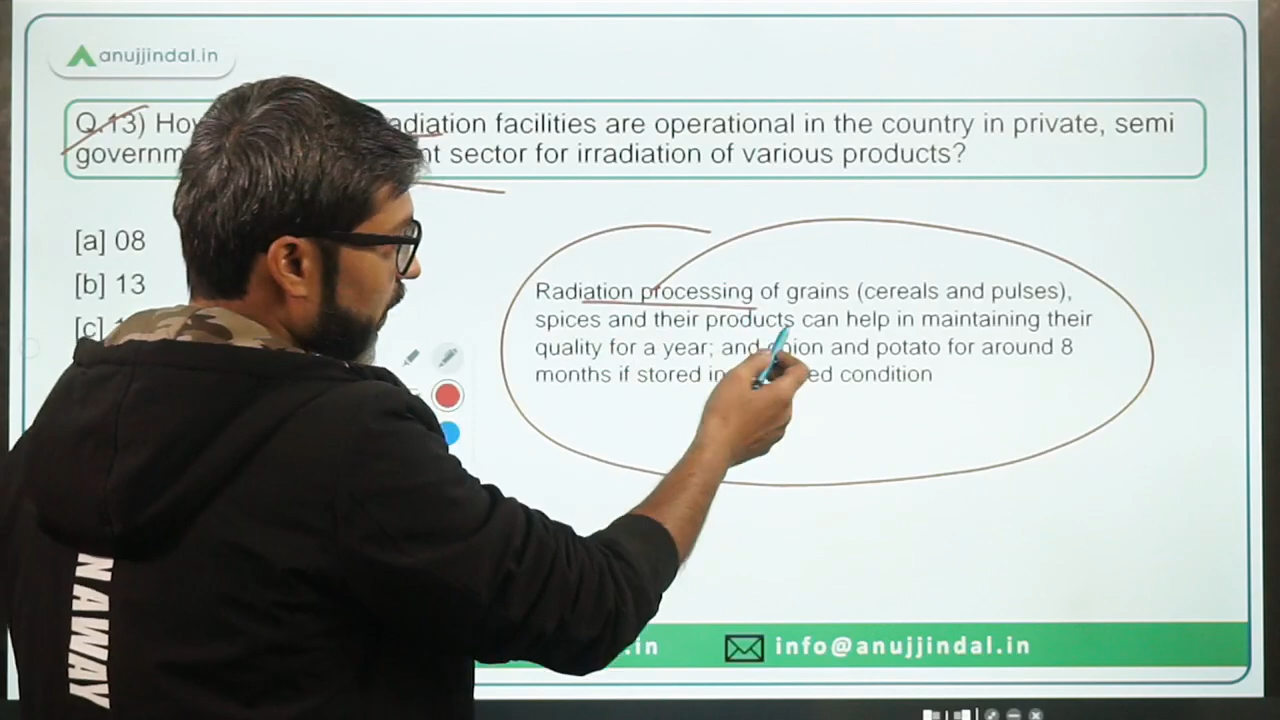 anujjindal.in
Q.13) How radiation facilities are operational in the country in private, semi
governm nt sector for irradiation of various products?
[a] 08
[b] 13
[c]
Radiation processing of grains (cereals and pulses),
spices and their products can help in maintaining their
quality for a year; and onion and potato for around 8
months if stored in ed condition
NAWAY
.in
info@anujjindal.in